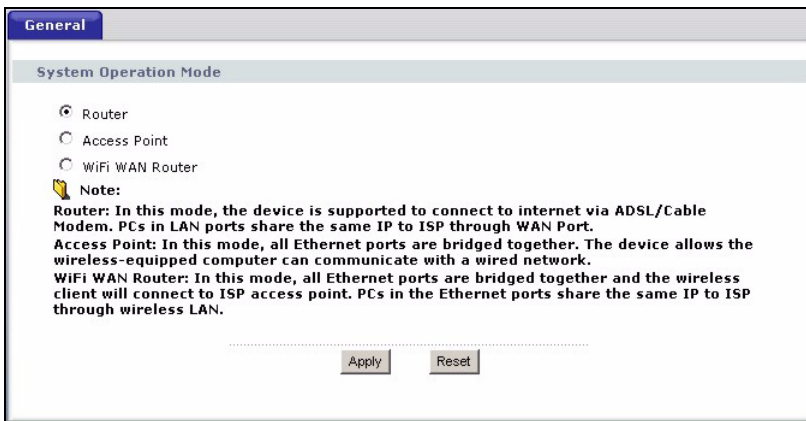 General
System Operation Mode
Router
Access Point
WiFi WAN Router
Note:
Router: In this mode, the device is supported to connect to internet via ADSL/Cable
Modem. PCs in LAN ports share the same IP to ISP through WAN Port.
Access Point: In this mode, all Ethernet ports are bridged together. The device allows the
wireless-equipped computer can communicate with a wired network.
WiFi WAN Router: In this mode, all Ethernet ports are bridged together and the wireless
client will connect to ISP access point. PCs in the Ethernet ports share the same IP to ISP
through wireless LAN.
Apply Reset